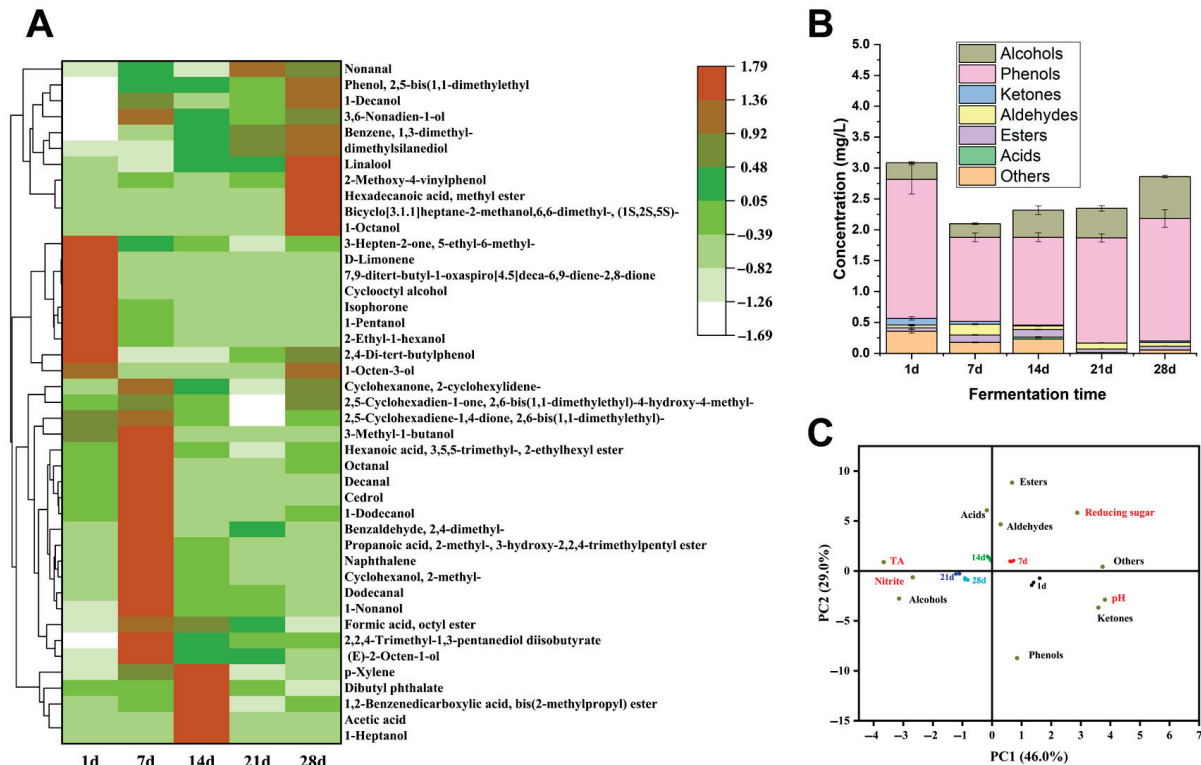 A
Nonanal
Phenol, 2,5-bis(1,1-dimethylethyl
1-Decanol
3,6-Nonadien-1-ol
Benzene, 1,3-dimethyl-
dimethylsilanediol
Linalool
2-Methoxy-4-vinylphenol
Hexadecanoic acid, methyl ester
Bicyclo[3.1.1]heptane-2-methanol,6,6-dimethyl-, (1S,2S,5S)-
1-Octanol
3-Hepten-2-one, 5-ethyl-6-methyl-
D-Limonene
7,9-ditert-butyl-1-oxaspiro[4.5]deca-6,9-diene-2,8-dione
Cyclooctyl alcohol
Isophorone
1-Pentanol
2-Ethyl-1-hexanol
2,4-Di-tert-butylphenol
1-Octen-3-ol
Cyclohexanone, 2-cyclohexylidene-
2,5-Cyclohexadien-1-one, 2,6-bis(1,1-dimethylethyl)-4-hydroxy-4-methyl-
2,5-Cyclohexadiene-1,4-dione, 2,6-bis(1,1-dimethylethyl)-
3-Methyl-1-butanol
Hexanoic acid, 3,5,5-trimethyl-, 2-ethylhexyl ester
Octanal
Decanal
Cedrol
1-Dodecanol
Benzaldehyde, 2,4-dimethyl-
Propanoic acid, 2-methyl-, 3-hydroxy-2,2,4-trimethylpentyl ester
Naphthalene
Cyclohexanol, 2-methyl-
Dodecanal
1-Nonanol
Formic acid, octyl ester
2,2,4-Trimethyl-1,3-pentanediol diisobutyrate
(E)-2-Octen-1-ol
p-Xylene
Dibutyl phthalate
1,2-Benzenedicarboxylic acid, bis(2-methylpropyl) ester
Acetic acid
1-Heptanol
1d 7d 14d 21d 28d
1.79
1.36
0.92
0.48
0.05
−0.39
−0.82
−1.26
−1.69
B
Concentration (mg/L)
5.0
4.5
4.0
3.5
3.0
2.5
2.0
1.5
1.0
0.5
0.0
Alcohols
Phenols
Ketones
Aldehydes
Esters
Acids
Others
1d 7d 14d 21d 28d
Fermentation time
C
PC2 (29.0%)
10
5
0
−5
−10
−15
Esters
Acids
Aldehydes
Reducing sugar
TA
14d
7d
Others
Nitrite
21d
28d
1d
Alcohols
pH
Ketones
Phenols
−4 −3 −2 −1 0 1 2 3 4 5 6 7
PC1 (46.0%)